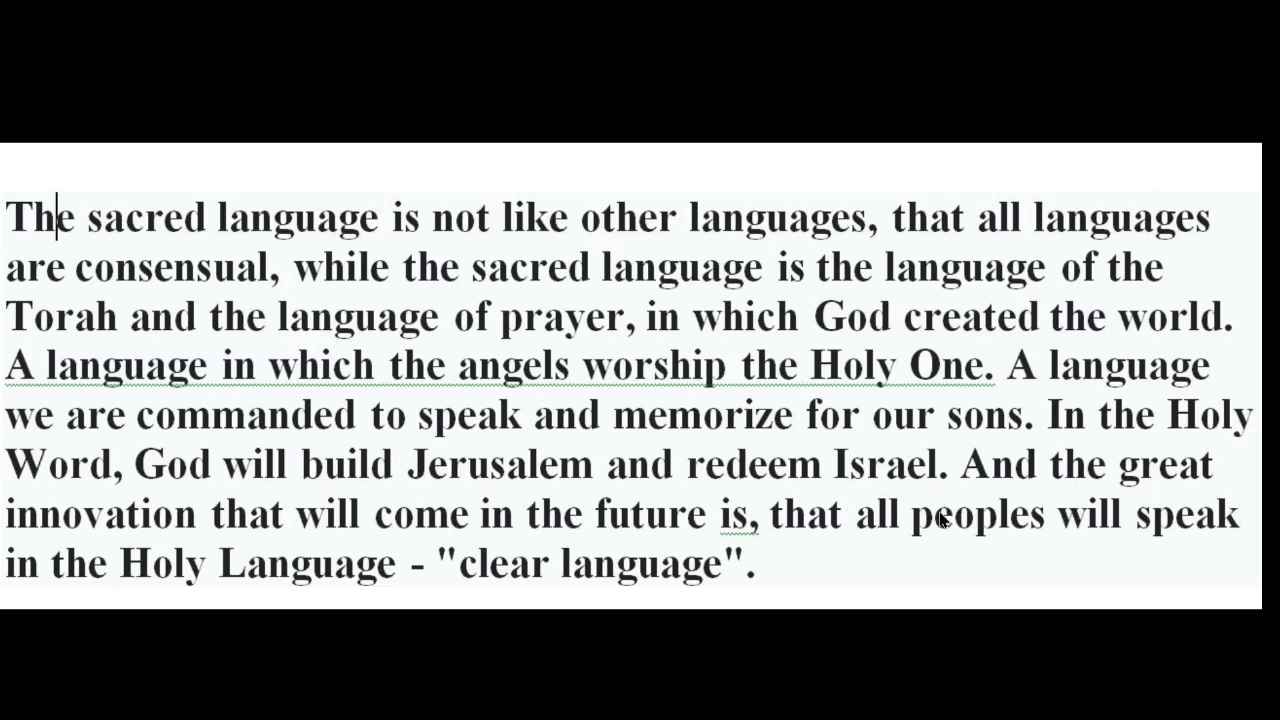 The sacred language is not like other languages, that all languages
are consensual, while the sacred language is the language of the
Torah and the language of prayer, in which God created the world.
A language in which the angels worship the Holy One. A language
we are commanded to speak and memorize for our sons. In the Holy
Word, God will build Jerusalem and redeem Israel. And the great
innovation that will come in the future is, that all peoples will speak
in the Holy Language - "clear language".